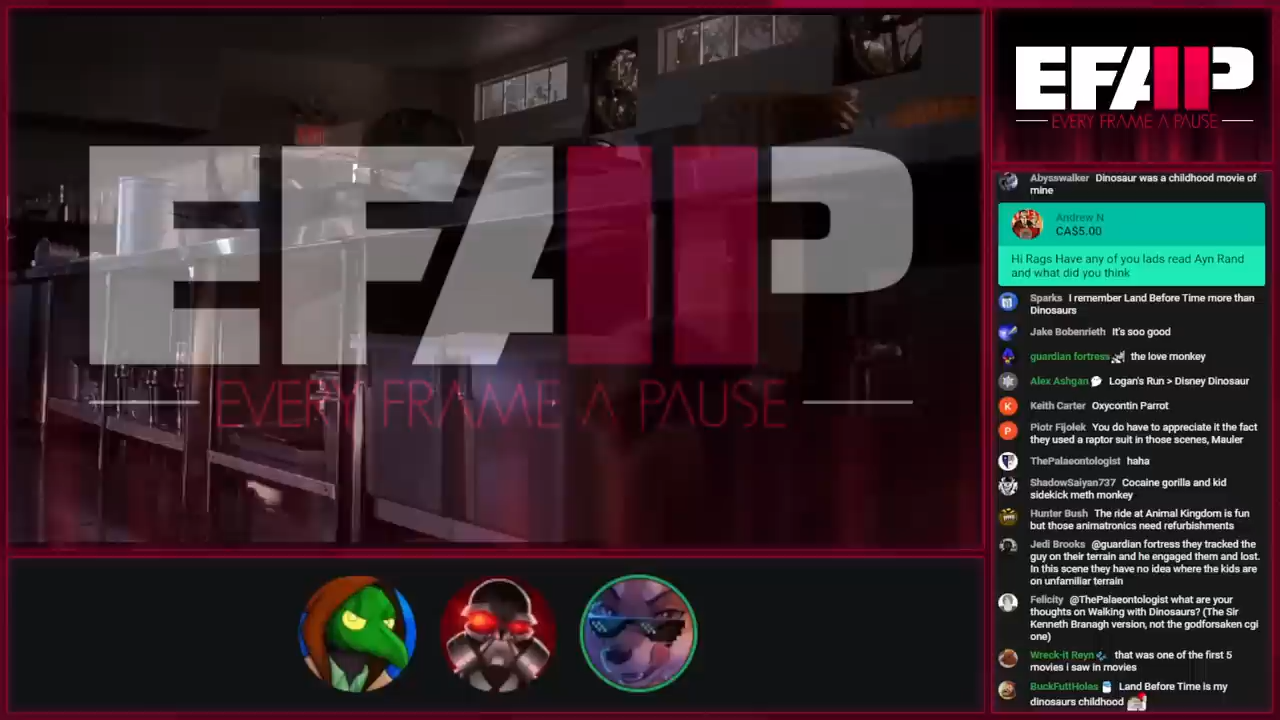 EFAP
EVERY FRAME A PAUSE
EFAP
EVERY FRAME A PAUSE
Abysswalker Dinosaur was a childhood movie of
mine
Andrew N
CA$5.00
Hi Rags Have any of you lads read Ayn Rand
and what did you think
Sparks I remember Land Before Time more than
Dinosaurs
Jake Bobenrieth It's soo good
guardian fortress the love monkey
Alex Ashgan Logan's Run > Disney Dinosaur
Keith Carter Oxycontin Parrot
Piotr Fijołek You do have to appreciate it the fact
they used a raptor suit in those scenes, Mauler
ThePalaeontologist haha
ShadowSaiyan737 Cocaine gorilla and kid
sidekick meth monkey
Hunter Bush The ride at Animal Kingdom is fun
but those animatronics need refurbishments
Jedi Brooks @guardian fortress they tracked the
guy on their terrain and he engaged them and lost.
In this scene they have no idea where the kids are
on unfamiliar terrain
Felicity @ThePalaeontologist what are your
thoughts on Walking with Dinosaurs? (The Sir
Kenneth Branagh version, not the godforsaken cgi
one)
Wreck-it Reyn that was one of the first 5
movies i saw in movies
BuckFuttHoles Land Before Time is my
dinosaurs childhood